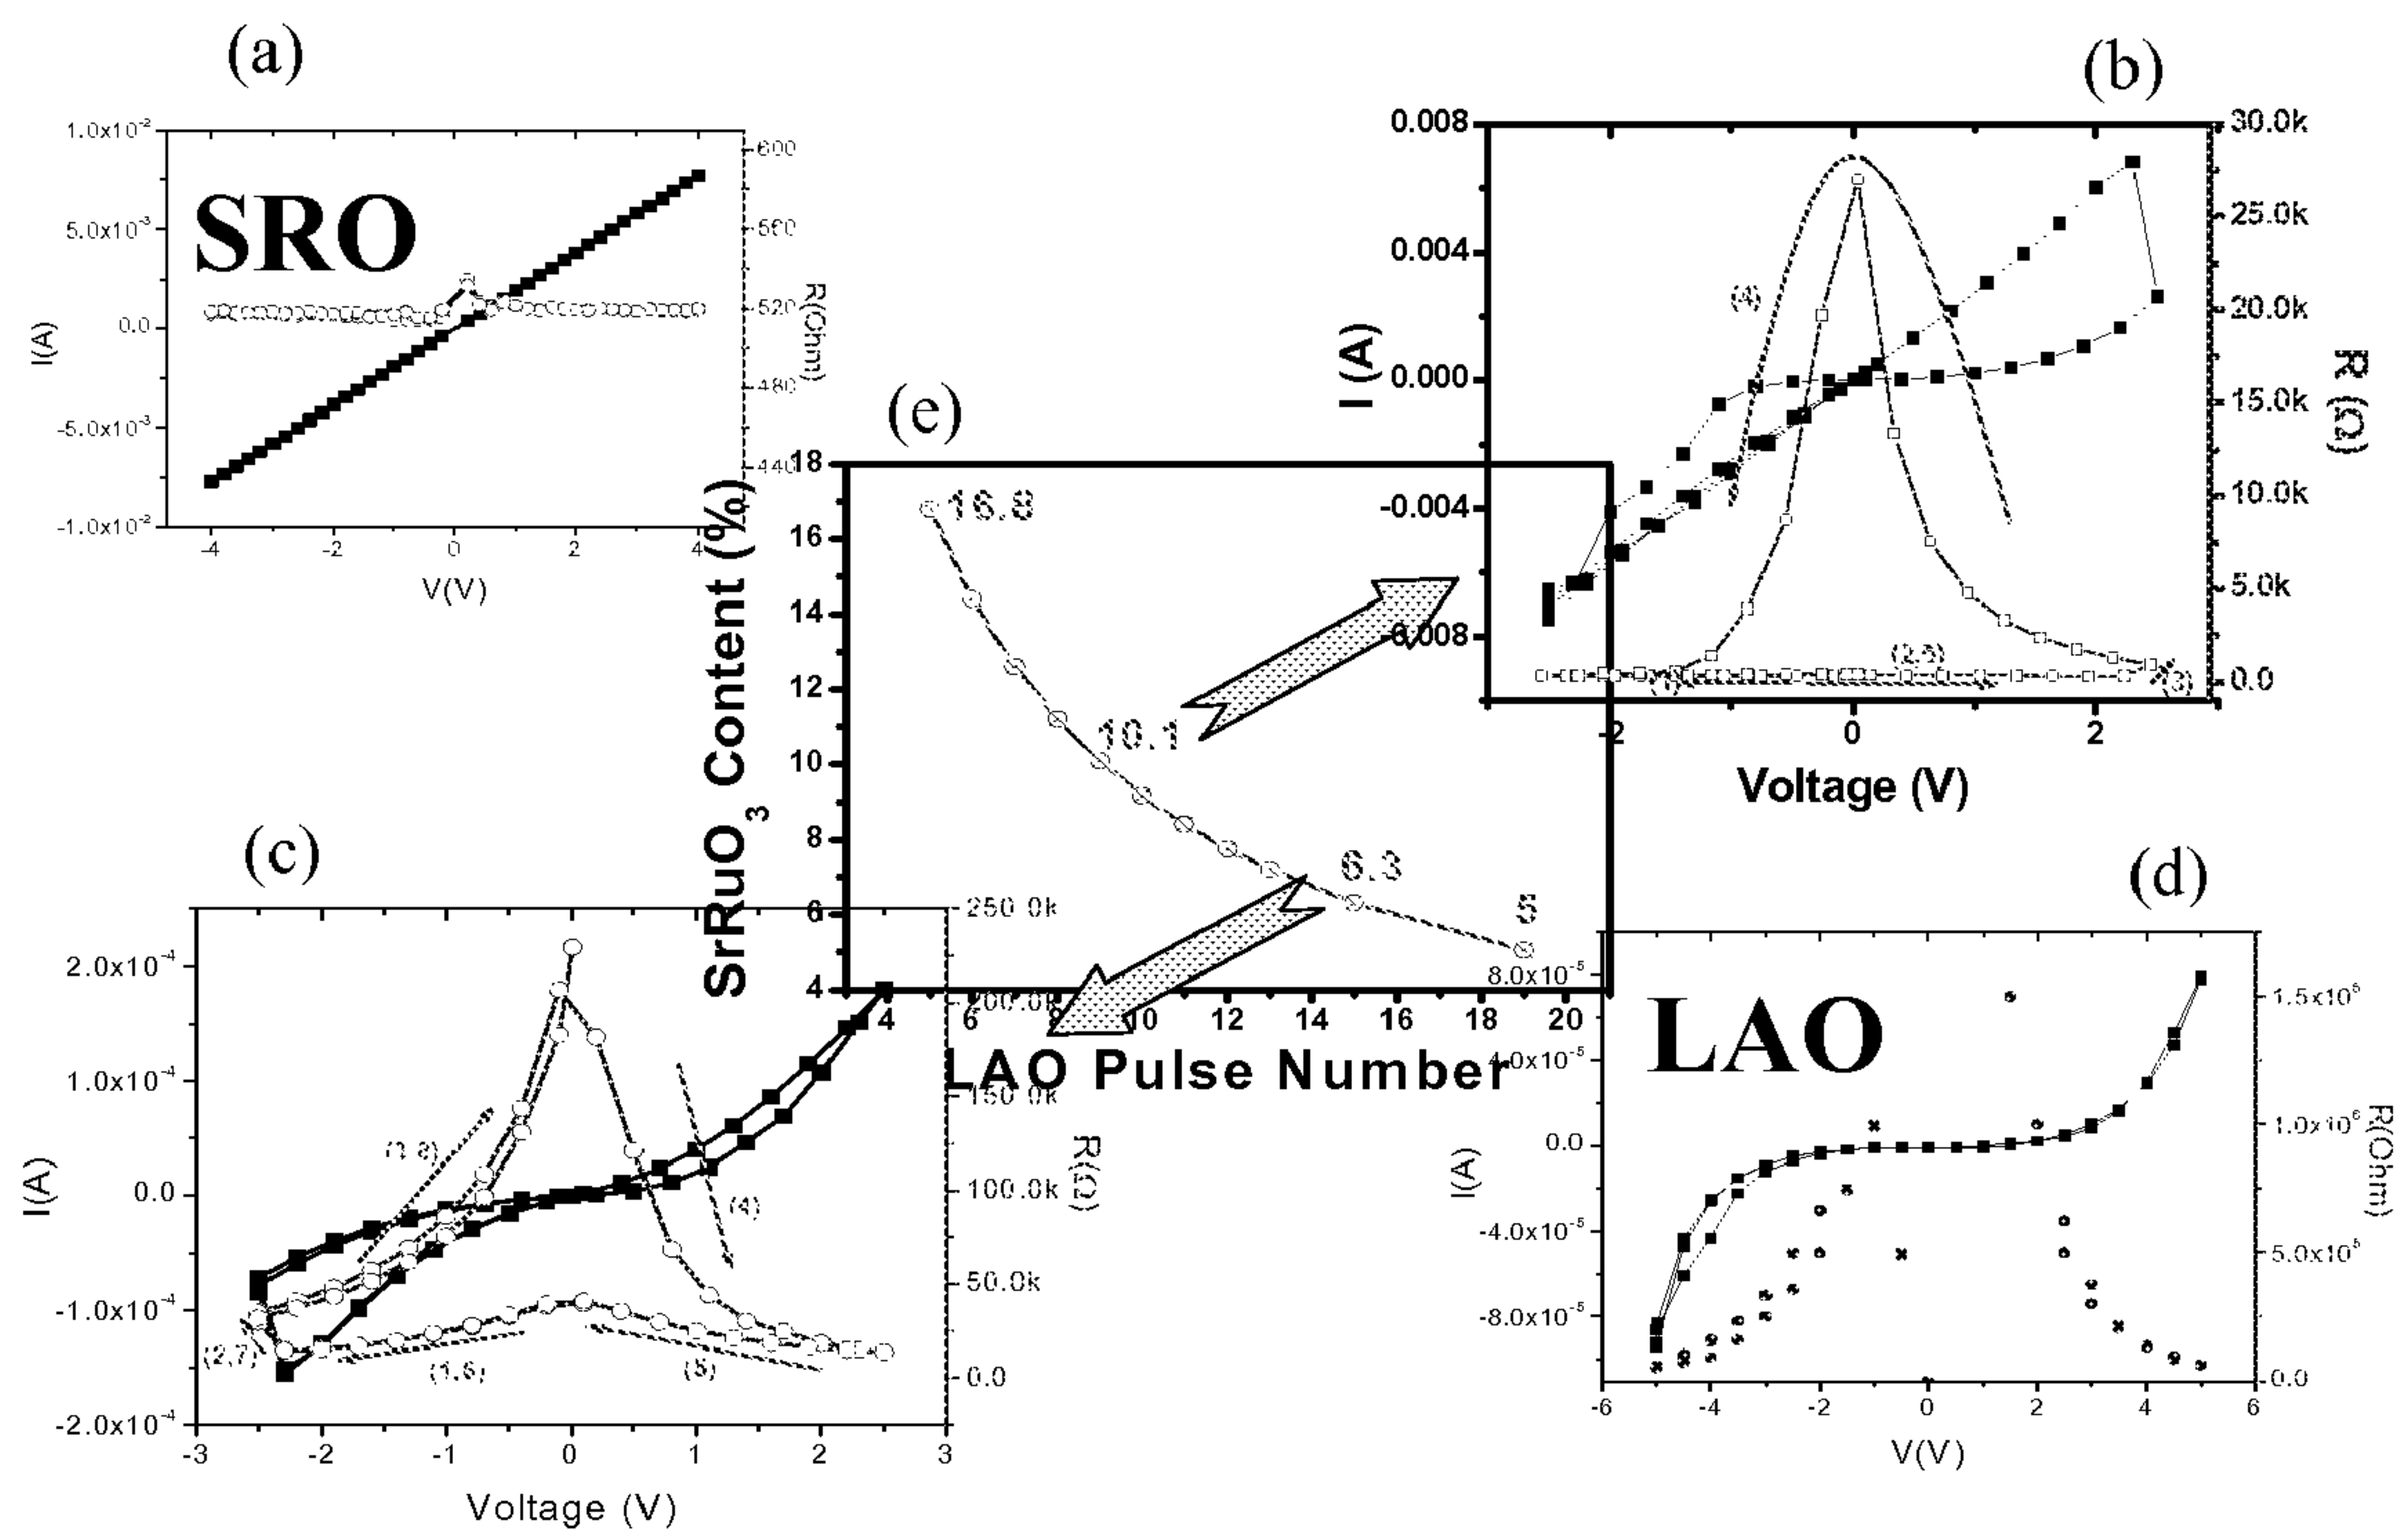 (a)
1.0x10⁻²
5.0x10⁻³
0.0
-5.0x10⁻³
-1.0x10⁻²
I(A)
SRO
600
560
520
480
440
R(Ohm)
-4 -2 0 2 4
V(V)
(b)
0.008
0.004
0.000
-0.004
0.008
I (A)
30.0k
25.0k
20.0k
15.0k
10.0k
5.0k
0.0
R (Ω)
(4)
(3)
-2 0 2
Voltage (V)
(e)
18
16
14
12
10
8
6
4
SrRuO₃ Content (%)
16.8
10.1
6.3
5
4 6 8 10 12 14 16 18 20
LAO Pulse Number
(c)
2.0x10⁻⁴
1.0x10⁻⁴
0.0
-1.0x10⁻⁴
-2.0x10⁻⁴
I(A)
250.0k
200.0k
150.0k
100.0k
50.0k
0.0
R(Ω)
(4)
(2,7)
(5)
-3 -2 -1 0 1 2 3
Voltage (V)
(d)
8.0x10⁻⁵
4.0x10⁻⁵
0.0
-4.0x10⁻⁵
-8.0x10⁻⁵
I(A)
LAO
1.0x10⁶
5.0x10⁵
0.0
R(Ohm)
-6 -4 -2 0 2 4 6
V(V)